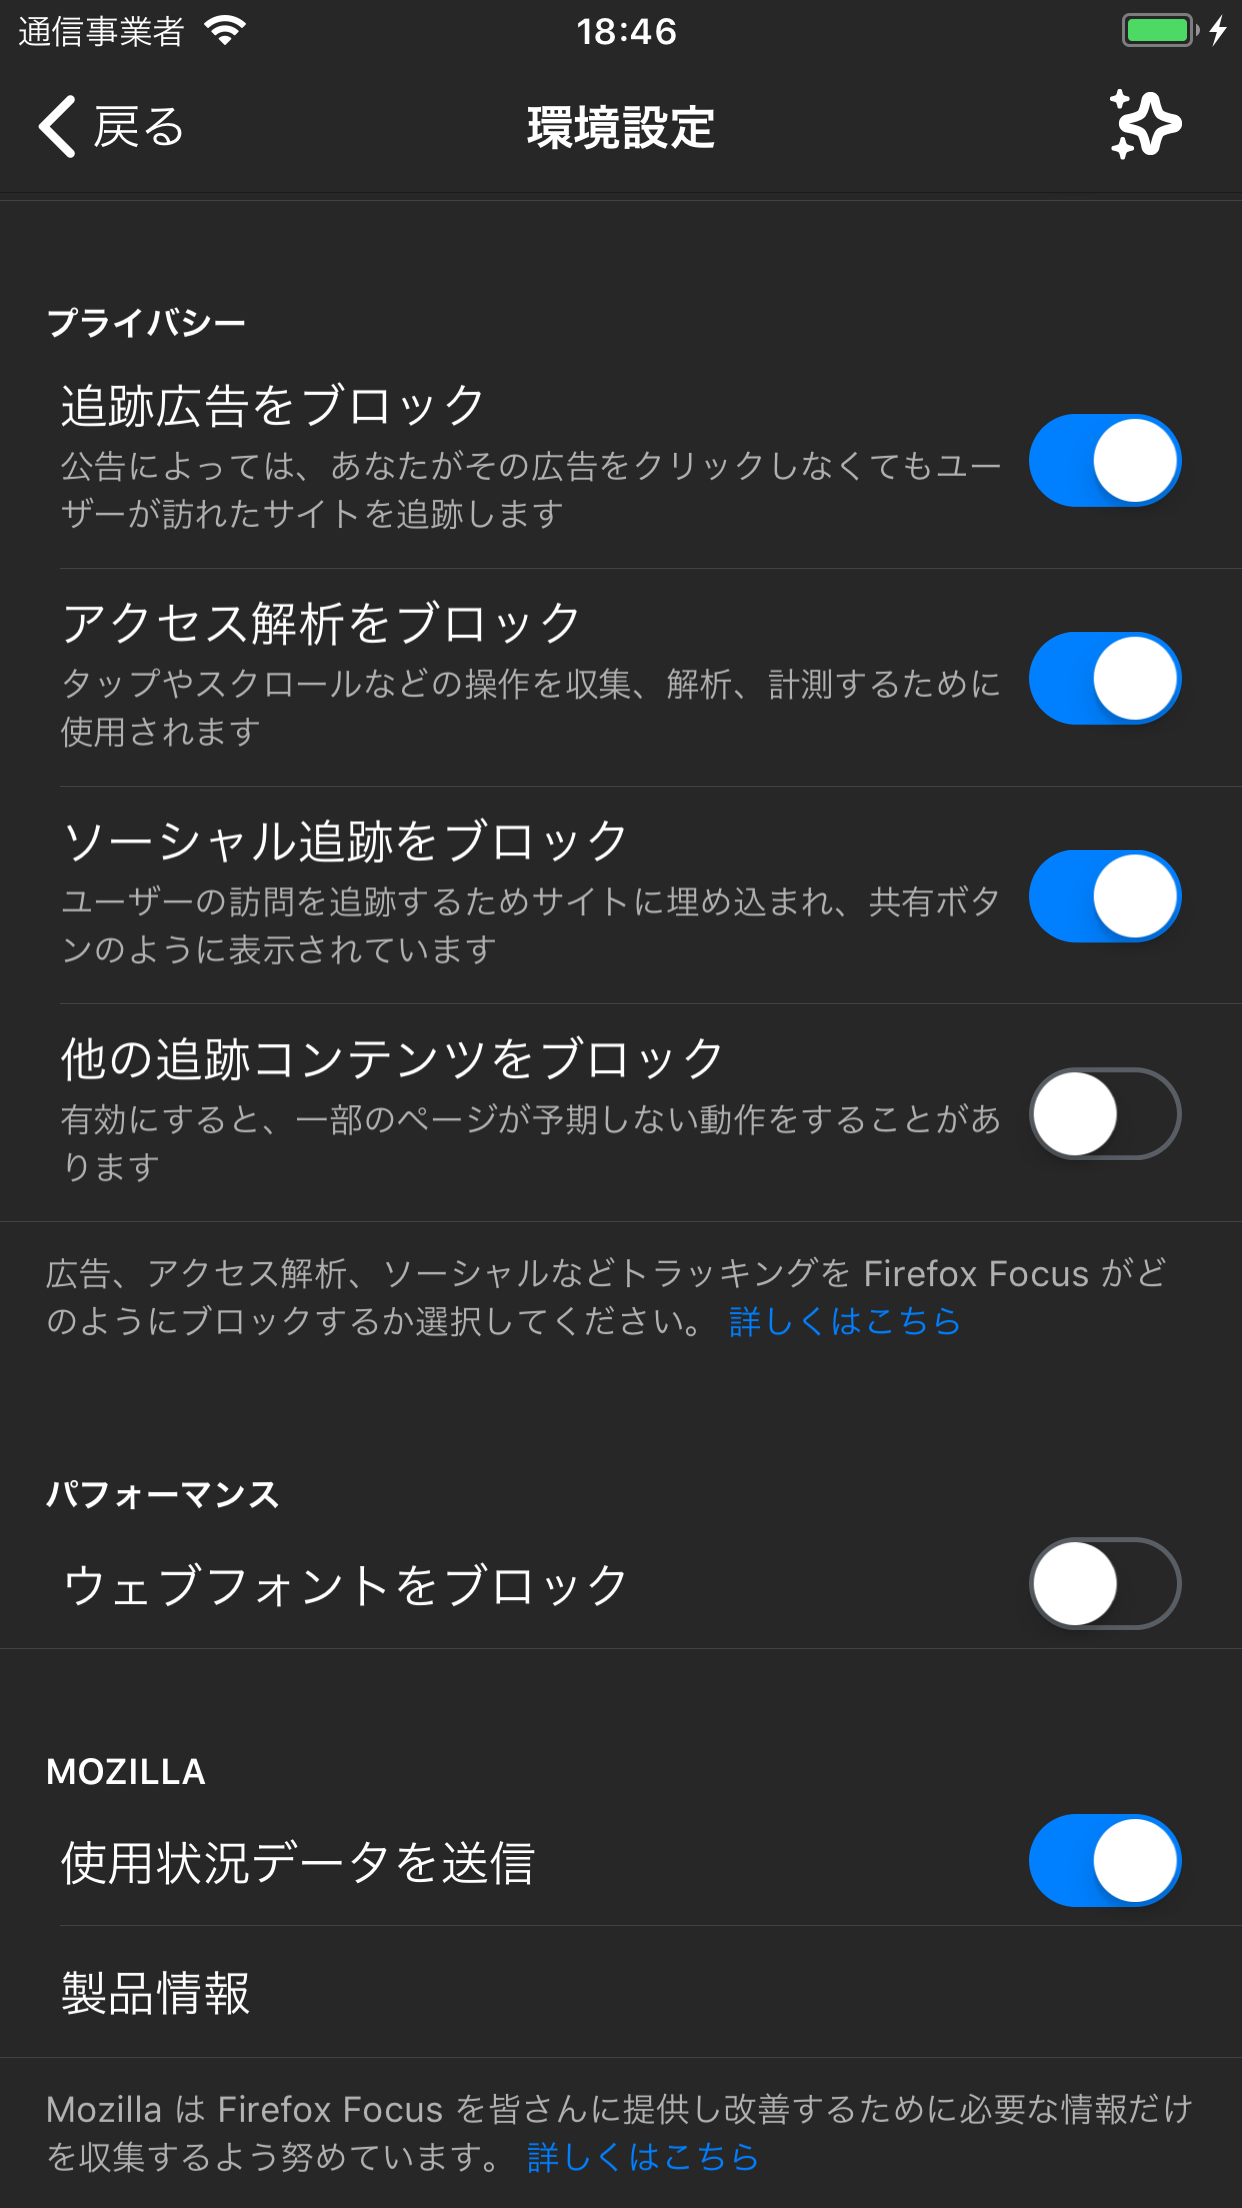 通信事業者
18:46
戻る
環境設定
プライバシー
追跡広告をブロック
公告によっては、あなたがその広告をクリックしなくてもユー
ザーが訪れたサイトを追跡します
アクセス解析をブロック
タップやスクロールなどの操作を収集、解析、計測するために
使用されます
ソーシャル追跡をブロック
ユーザーの訪問を追跡するためサイトに埋め込まれ、共有ボタ
ンのように表示されています
他の追跡コンテンツをブロック
有効にすると、一部のページが予期しない動作をすることがあ
ります
広告、アクセス解析、ソーシャルなどトラッキングを Firefox Focus がど
のようにブロックするか選択してください。 詳しくはこちら
パフォーマンス
ウェブフォントをブロック
MOZILLA
使用状況データを送信
製品情報
Mozilla は Firefox Focus を皆さんに提供し改善するために必要な情報だけ
を収集するよう努めています。 詳しくはこちら